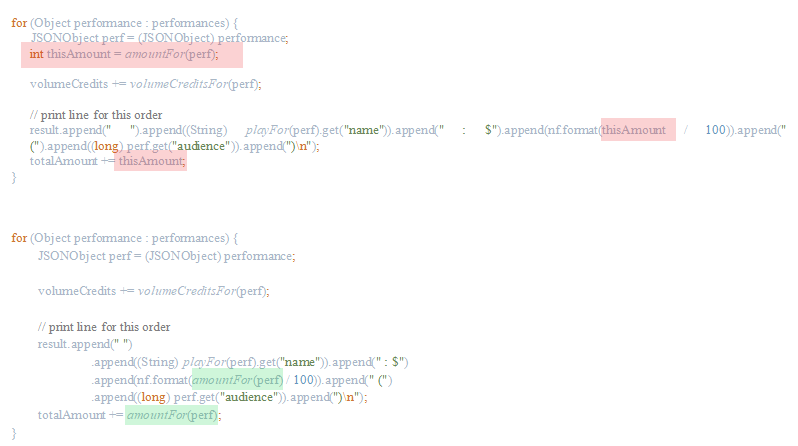 for (Object performance : performances) {
JSONObject perf = (JSONObject) performance;
int thisAmount = amountFor(perf);
volumeCredits += volumeCreditsFor(perf);
// print line for this order
result.append(" ").append((String) playFor(perf).get("name")).append(" : $").append(nf.format(thisAmount / 100)).append("
(").append((long) perf.get("audience")).append(")\n");
totalAmount += thisAmount;
}
for (Object performance : performances) {
JSONObject perf = (JSONObject) performance;
volumeCredits += volumeCreditsFor(perf);
// print line for this order
result.append(" ")
.append((String) playFor(perf).get("name")).append(" : $")
.append(nf.format(amountFor(perf) / 100)).append(" (")
.append((long) perf.get("audience")).append(")\n");
totalAmount += amountFor(perf);
}